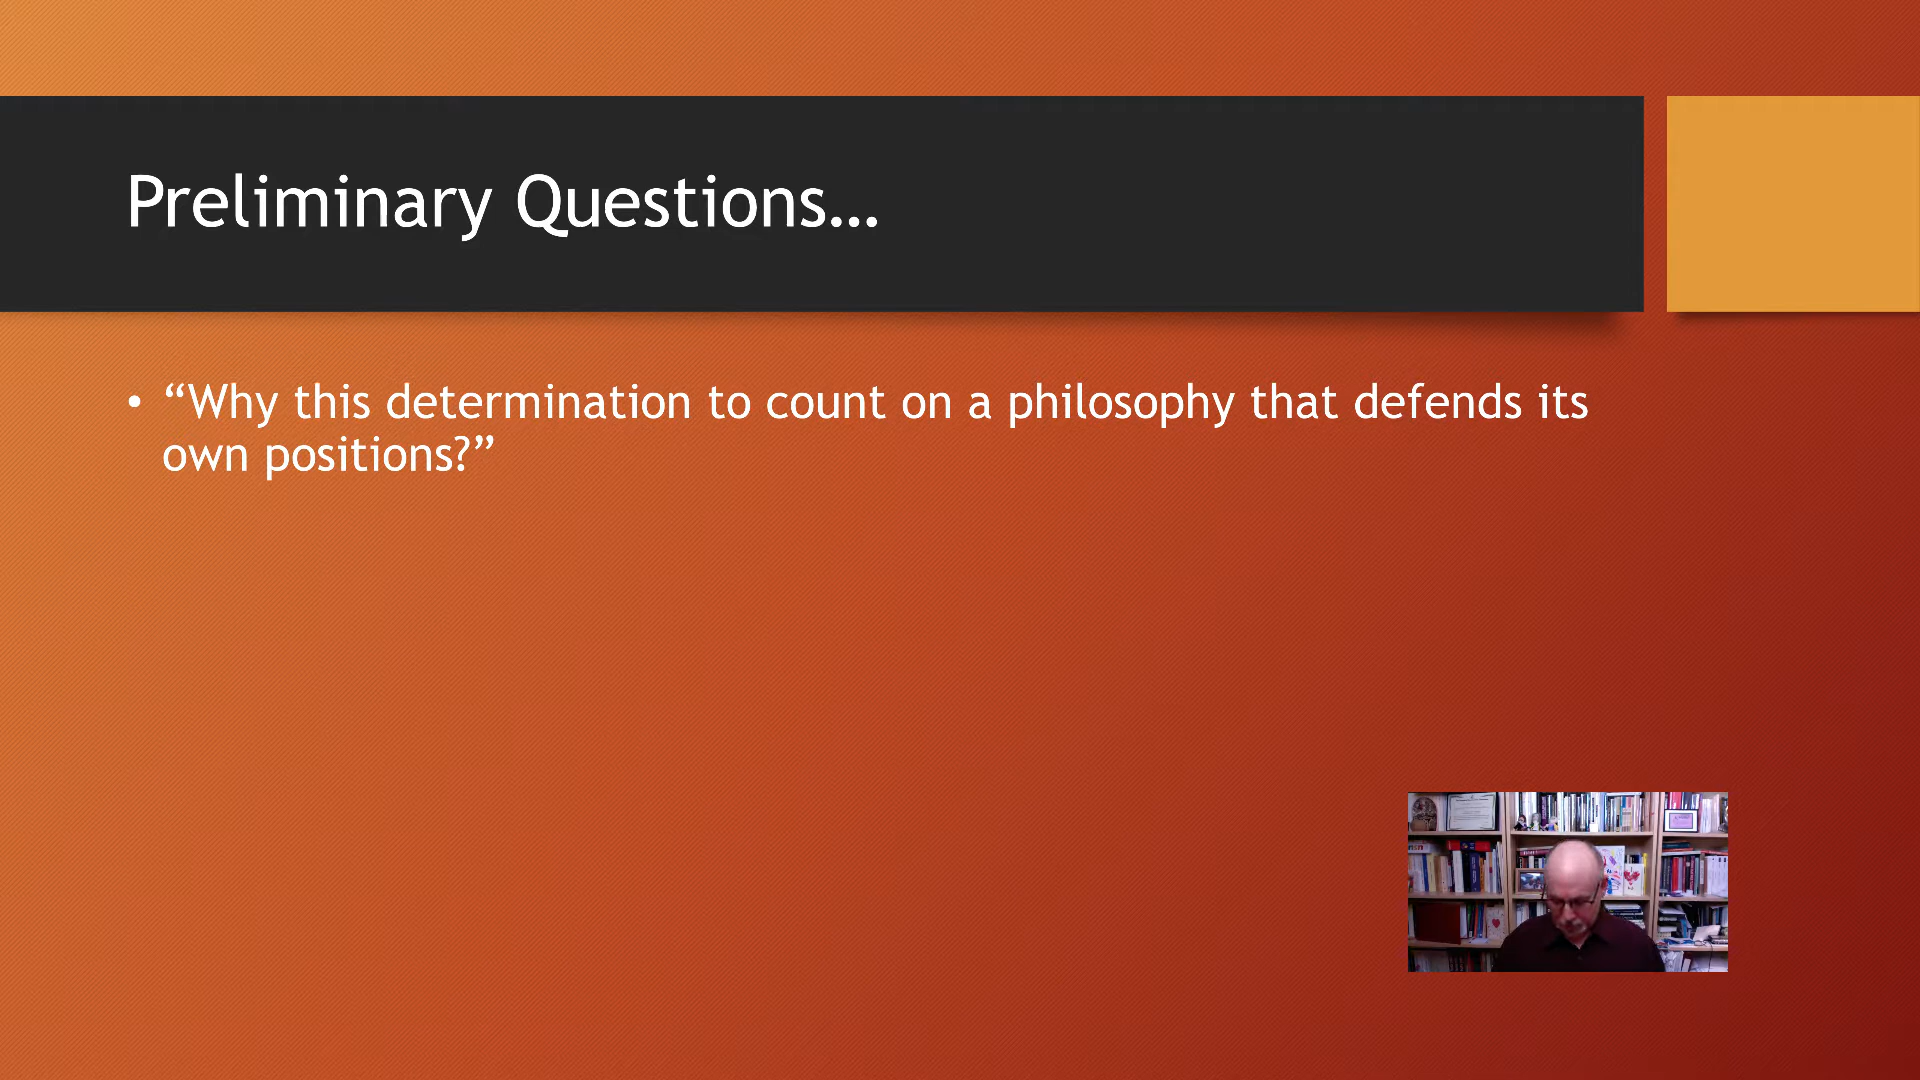 Preliminary Questions…
• “Why this determination to count on a philosophy that defends its
own positions?”